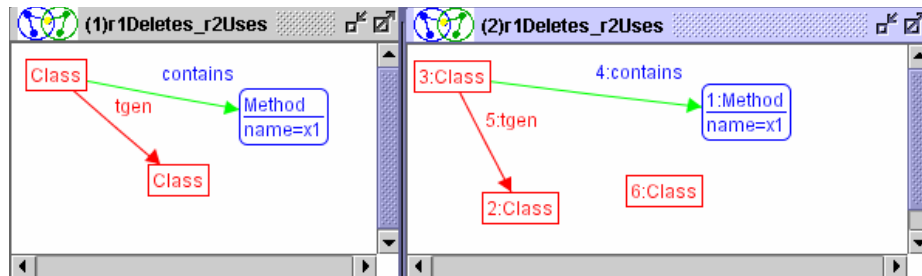 (1)r1Deletes_r2Uses
Class
contains
Method
name=x1
tgen
Class
(2)r1Deletes_r2Uses
3:Class
4:contains
1:Method
name=x1
5:tgen
6:Class
2:Class